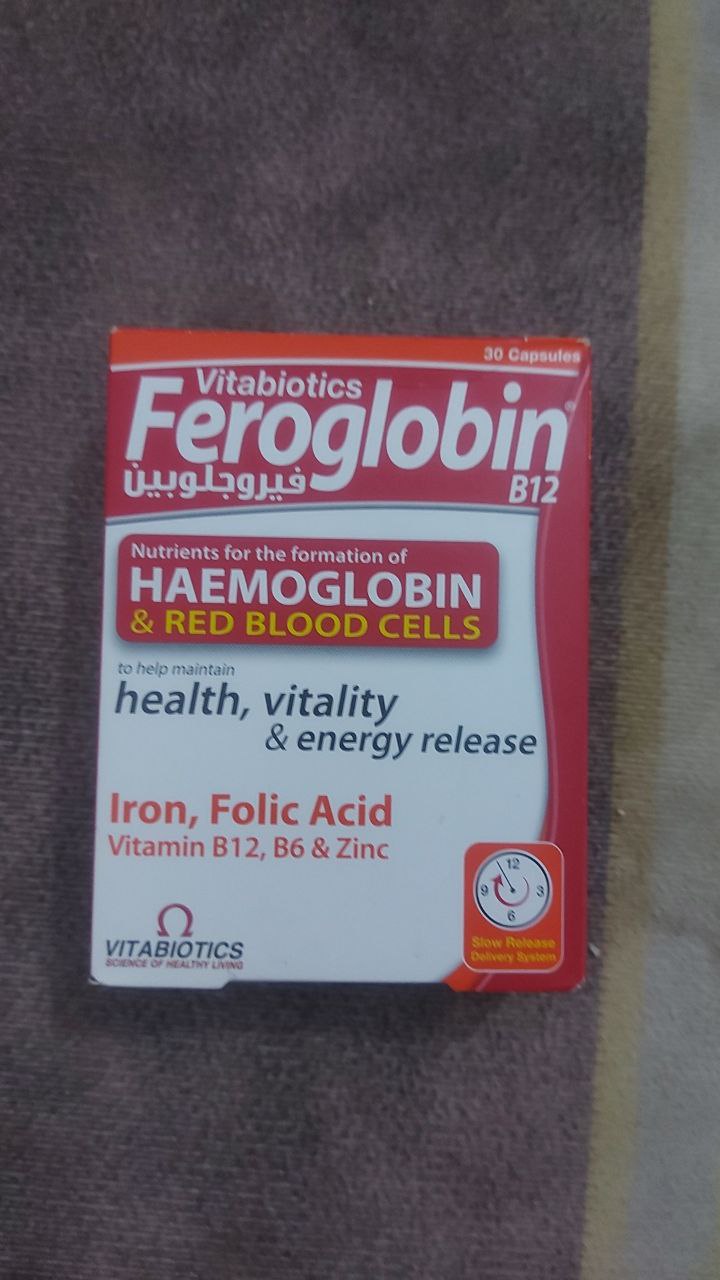 30 Capsules
Vitabiotics
Feroglobin®
فيروجلوبين
B12
Nutrients for the formation of
HAEMOGLOBIN
& RED BLOOD CELLS
to help maintain
health, vitality
& energy release
Iron, Folic Acid
Vitamin B12, B6 & Zinc
12
9 3
6
Slow Release
Delivery System
VITABIOTICS
SCIENCE OF HEALTHY LIVING